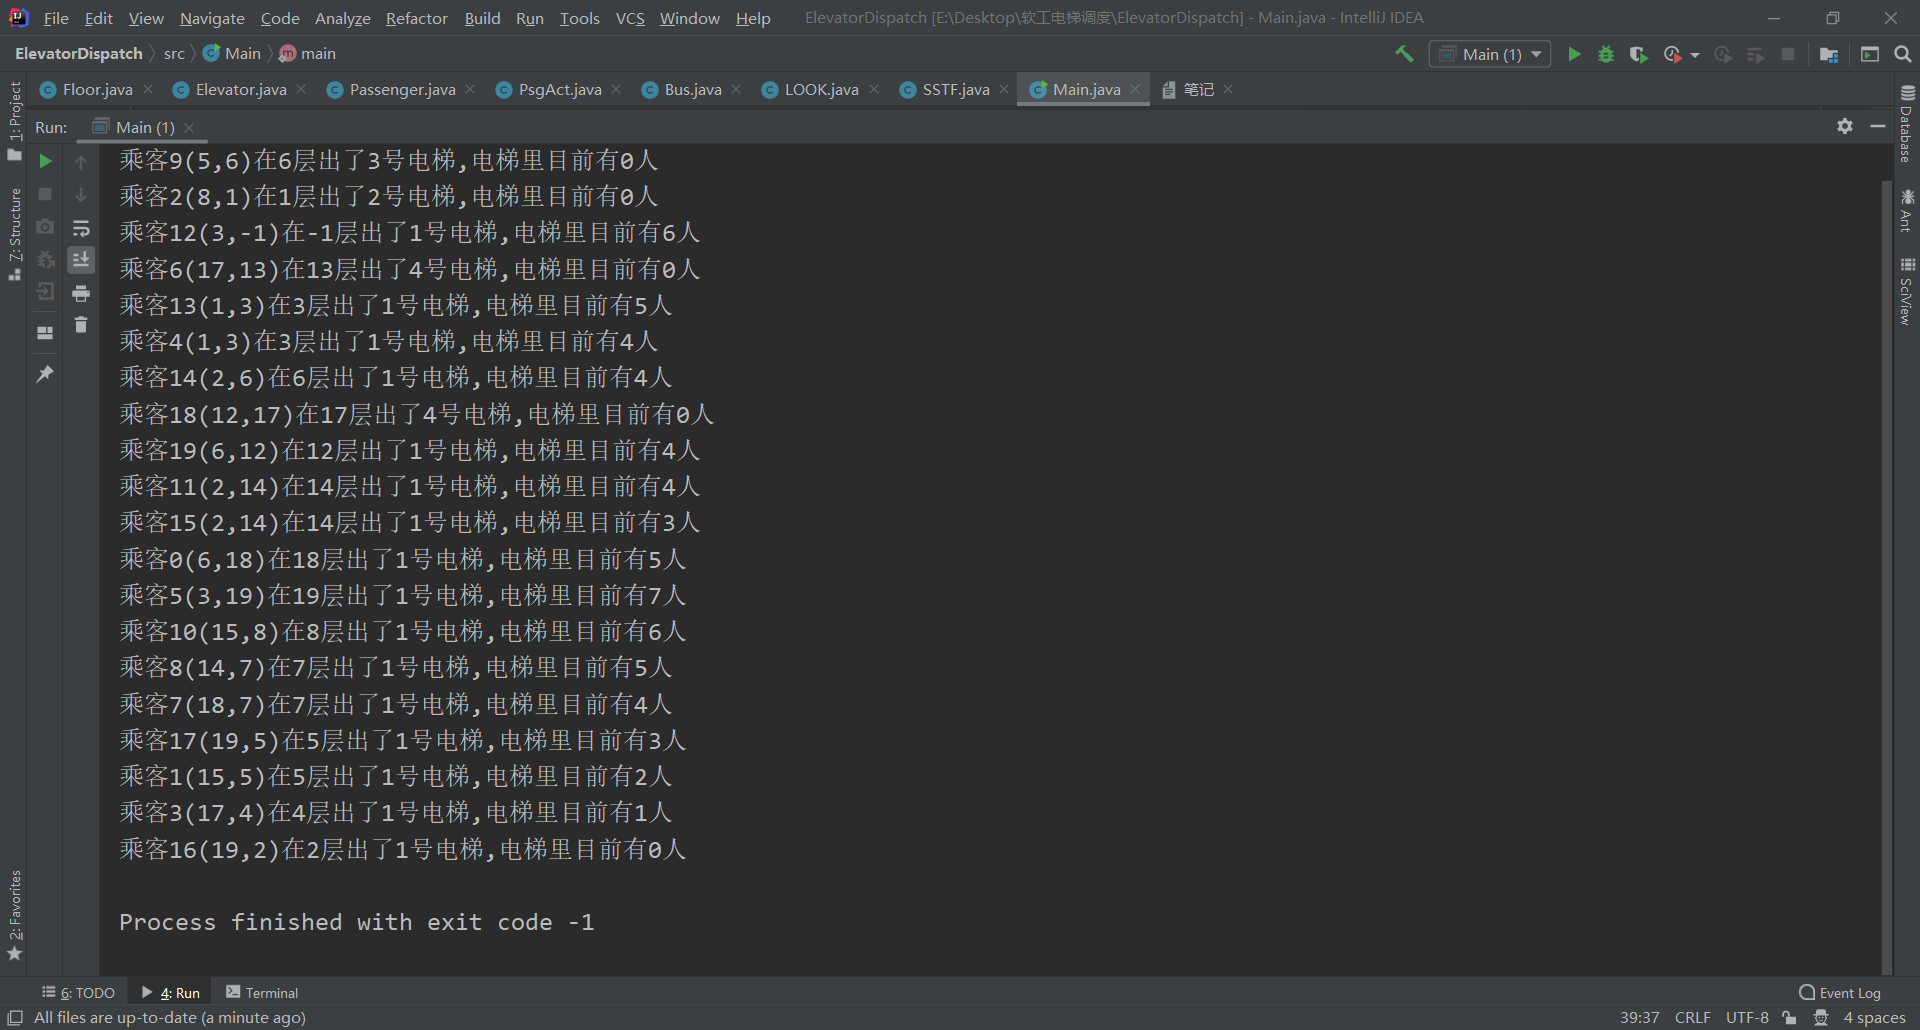 File Edit View Navigate Code Analyze Refactor Build Run Tools VCS Window Help ElevatorDispatch [E:\Desktop\软工电梯调度\ElevatorDispatch] - Main.java - IntelliJ IDEA
ElevatorDispatch src Main main Main (1)
Floor.java Elevator.java Passenger.java PsgAct.java Bus.java LOOK.java SSTF.java Main.java 笔记
Run: Main (1)
乘客9(5,6)在6层出了3号电梯,电梯里目前有0人
乘客2(8,1)在1层出了2号电梯,电梯里目前有0人
乘客12(3,-1)在-1层出了1号电梯,电梯里目前有6人
乘客6(17,13)在13层出了4号电梯,电梯里目前有0人
乘客13(1,3)在3层出了1号电梯,电梯里目前有5人
乘客4(1,3)在3层出了1号电梯,电梯里目前有4人
乘客14(2,6)在6层出了1号电梯,电梯里目前有4人
乘客18(12,17)在17层出了4号电梯,电梯里目前有0人
乘客19(6,12)在12层出了1号电梯,电梯里目前有4人
乘客11(2,14)在14层出了1号电梯,电梯里目前有4人
乘客15(2,14)在14层出了1号电梯,电梯里目前有3人
乘客0(6,18)在18层出了1号电梯,电梯里目前有5人
乘客5(3,19)在19层出了1号电梯,电梯里目前有7人
乘客10(15,8)在8层出了1号电梯,电梯里目前有6人
乘客8(14,7)在7层出了1号电梯,电梯里目前有5人
乘客7(18,7)在7层出了1号电梯,电梯里目前有4人
乘客17(19,5)在5层出了1号电梯,电梯里目前有3人
乘客1(15,5)在5层出了1号电梯,电梯里目前有2人
乘客3(17,4)在4层出了1号电梯,电梯里目前有1人
乘客16(19,2)在2层出了1号电梯,电梯里目前有0人
Process finished with exit code -1
1: Project
7: Structure
2: Favorites
Database
Ant
SciView
6: TODO 4: Run Terminal Event Log
All files are up-to-date (a minute ago) 39:37 CRLF UTF-8 4 spaces